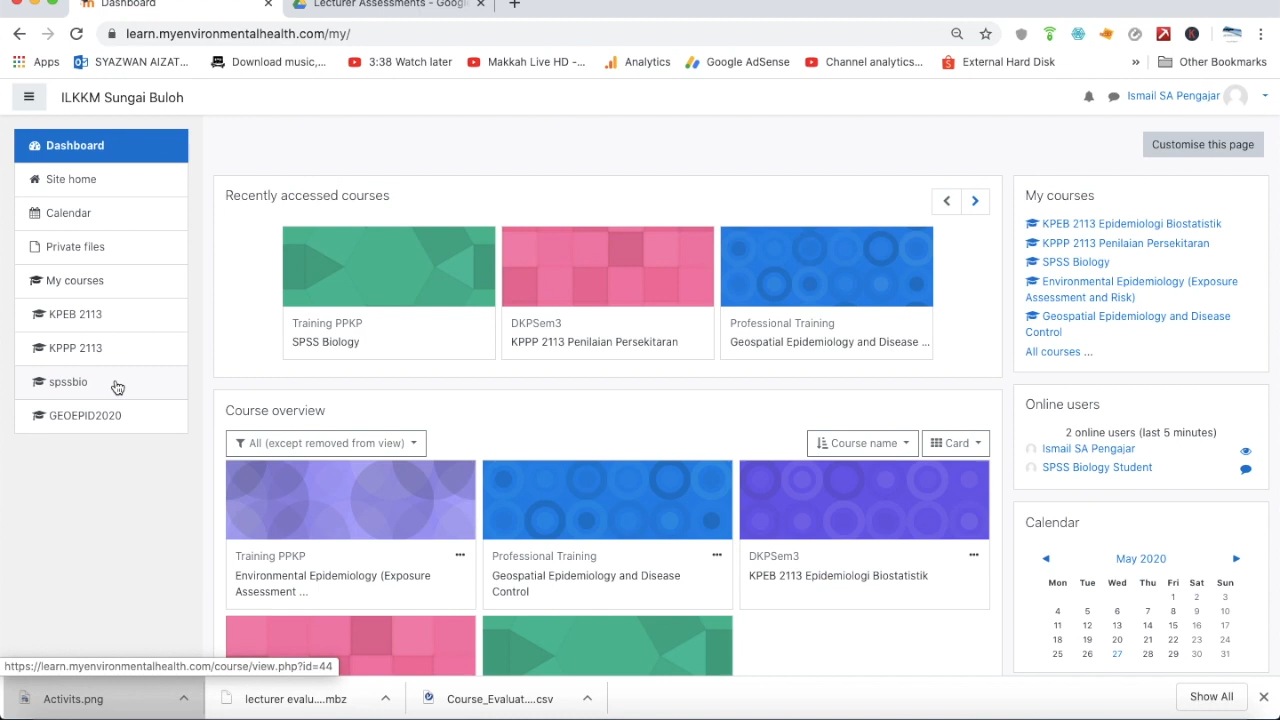 Dashboard
Lecturer Assessments - Googl
learn.myenvironmentalhealth.com/my/
Apps
SYAZWAN AIZAT...
Download music,...
3:38 Watch later
Makkah Live HD -...
Analytics
Google AdSense
Channel analytics...
External Hard Disk
»
Other Bookmarks
ILKKM Sungai Buloh
Ismail SA Pengajar
Dashboard
Site home
Calendar
Private files
My courses
KPEB 2113
KPPP 2113
spssbio
GEOEPID2020
Customise this page
Recently accessed courses
Training PPKP
SPSS Biology
DKPSem3
KPPP 2113 Penilaian Persekitaran
Professional Training
Geospatial Epidemiology and Disease ...
Course overview
All (except removed from view)
Course name
Card
Training PPKP
Environmental Epidemiology (Exposure
Assessment ...
Professional Training
Geospatial Epidemiology and Disease
Control
DKPSem3
KPEB 2113 Epidemiologi Biostatistik
My courses
KPEB 2113 Epidemiologi Biostatistik
KPPP 2113 Penilaian Persekitaran
SPSS Biology
Environmental Epidemiology (Exposure
Assessment and Risk)
Geospatial Epidemiology and Disease
Control
All courses ...
Online users
2 online users (last 5 minutes)
Ismail SA Pengajar
SPSS Biology Student
Calendar
◄ May 2020 ►
Mon Tue Wed Thu Fri Sat Sun
1 2 3
4 5 6 7 8 9 10
11 12 13 14 15 16 17
18 19 20 21 22 23 24
25 26 27 28 29 30 31
https://learn.myenvironmentalhealth.com/course/view.php?id=44
Activits.png
lecturer evalu....mbz
Course_Evaluat....csv
Show All